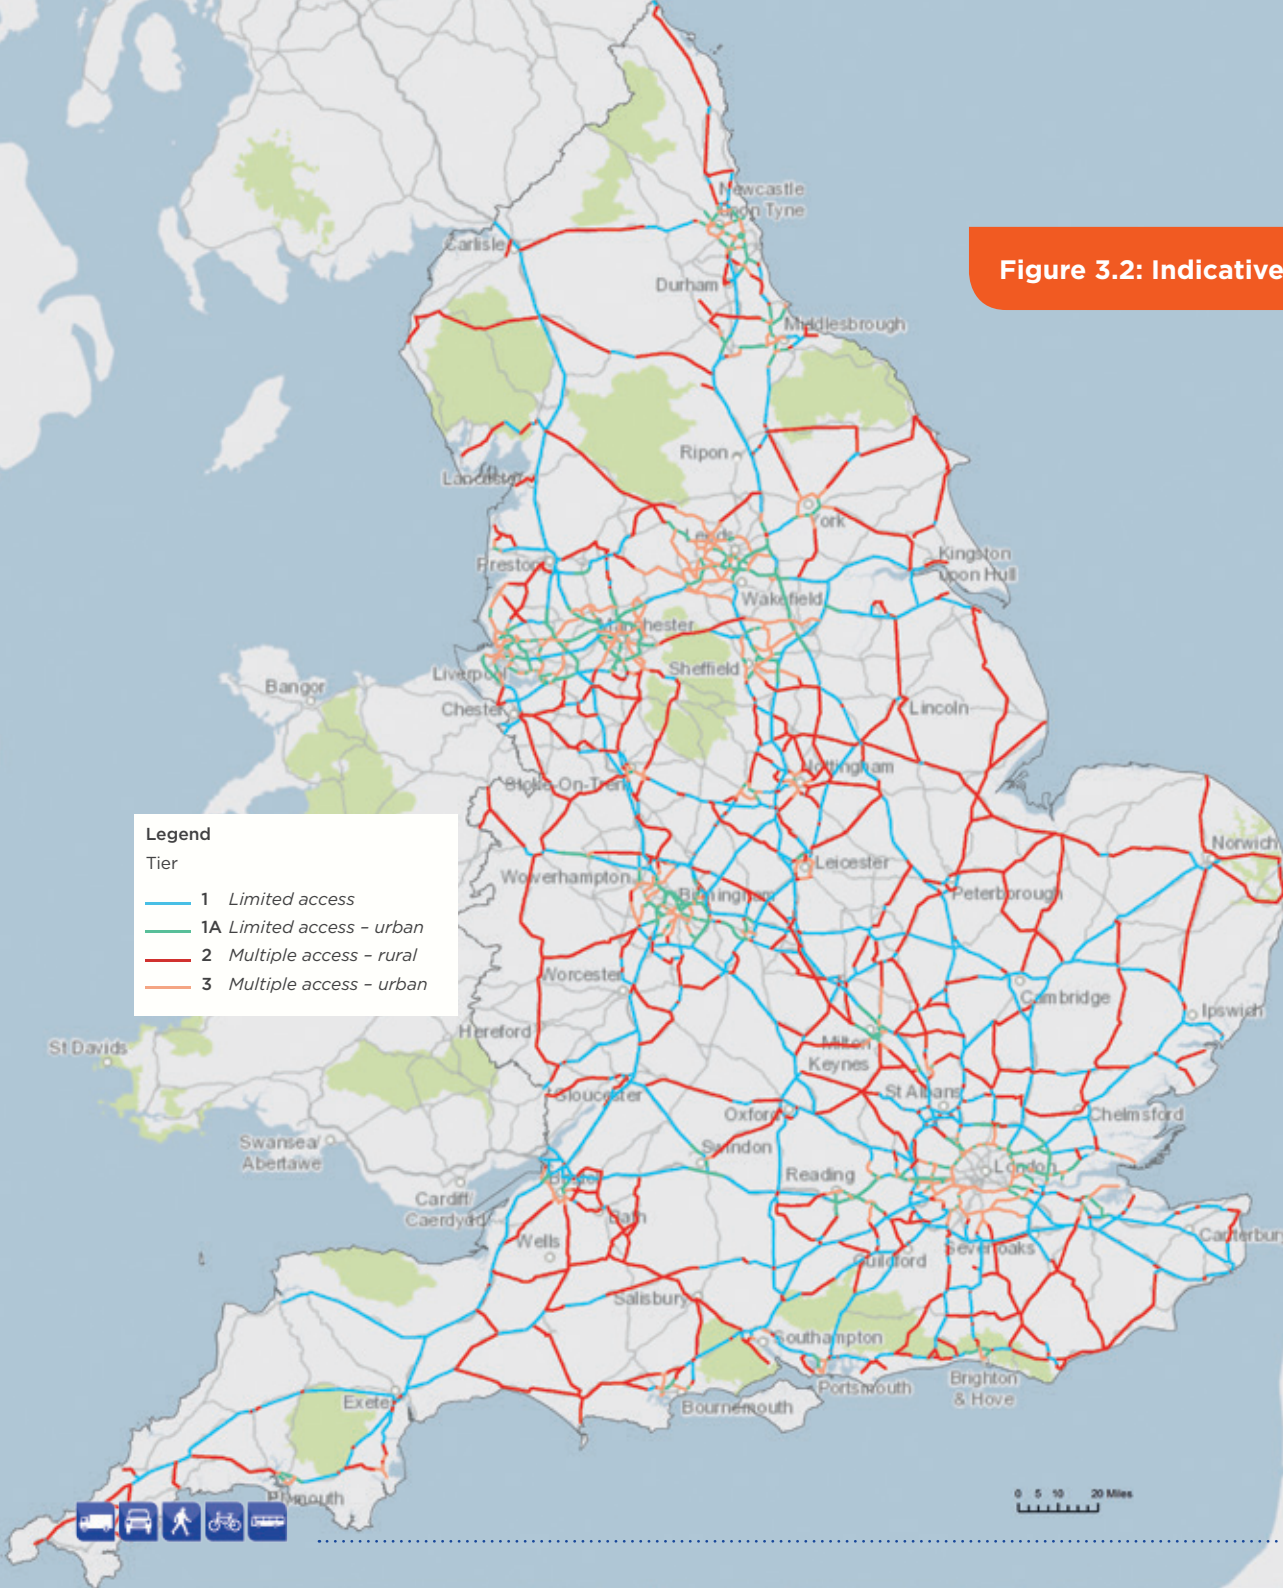 Newcastle
upon Tyne
Carlisle
Figure 3.2: Indicative
Durham
Middlesbrough
Ripon
Lancaster
York
Leeds
Preston
Kingston
upon Hull
Wakefield
Manchester
Liverpool
Sheffield
Bangor
Chester
Lincoln
Nottingham
Stoke-On-Trent
Legend
Tier
1 Limited access
1A Limited access – urban
2 Multiple access – rural
3 Multiple access – urban
Norwich
Leicester
Wolverhampton
Birmingham
Peterborough
Worcester
Cambridge
Ipswich
Hereford
St Davids
Milton
Keynes
Gloucester
St Albans
Oxford
Chelmsford
Swansea/
Abertawe
Swindon
Reading
London
Bristol
Cardiff/
Caerdydd
Bath
Wells
Canterbury
Sevenoaks
Guildford
Salisbury
Southampton
Portsmouth
Brighton
& Hove
Exeter
Bournemouth
Plymouth
0 5 10 20 Miles